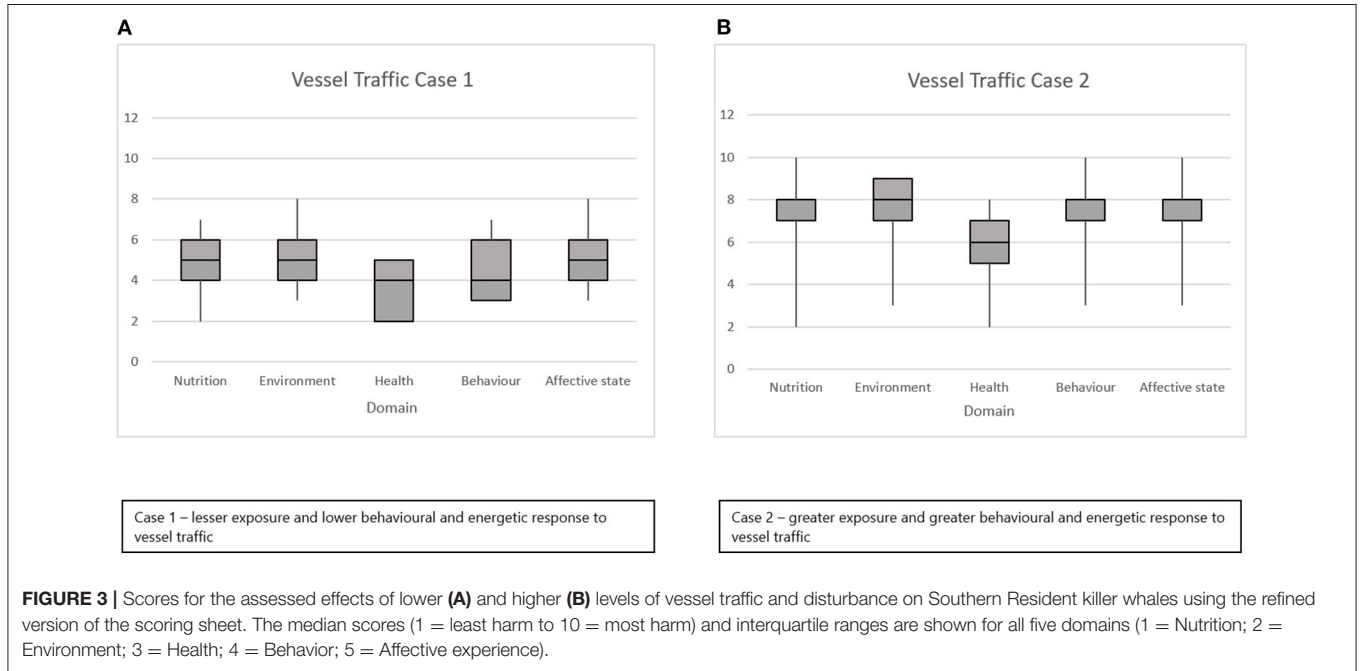 A
Vessel Traffic Case 1
12
10
8
6
4
2
0
Nutrition Environment Health Behaviour Affective state
Domain
Case 1 – lesser exposure and lower behavioural and energetic response to
vessel traffic
B
Vessel Traffic Case 2
12
10
8
6
4
2
0
Nutrition Environment Health Behaviour Affective state
Domain
Case 2 – greater exposure and greater behavioural and energetic response to
vessel traffic
FIGURE 3 | Scores for the assessed effects of lower (A) and higher (B) levels of vessel traffic and disturbance on Southern Resident killer whales using the refined
version of the scoring sheet. The median scores (1 = least harm to 10 = most harm) and interquartile ranges are shown for all five domains (1 = Nutrition; 2 =
Environment; 3 = Health; 4 = Behavior; 5 = Affective experience).